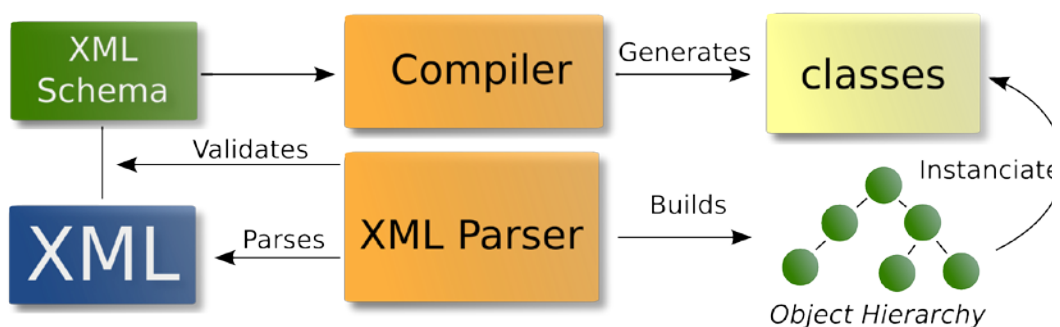 XML
Schema
Compiler
Generates
classes
Validates
XML
Parses
XML Parser
Builds
Instanciate
Object Hierarchy